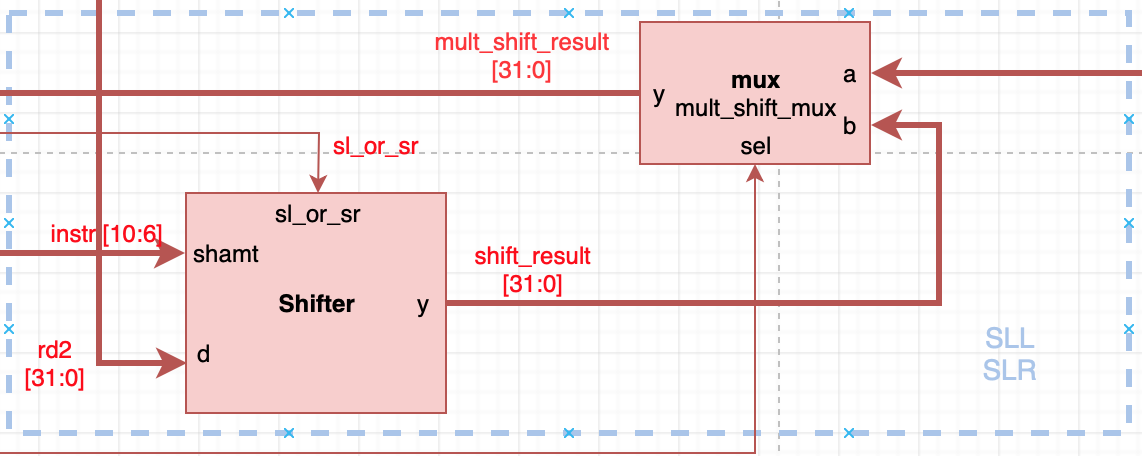 mult_shift_result
[31:0]
mux
mult_shift_mux
y
a
b
sel
sl_or_sr
sl_or_sr
instr[10:6]
shamt
Shifter
y
d
shift_result
[31:0]
rd2
[31:0]
SLL
SLR